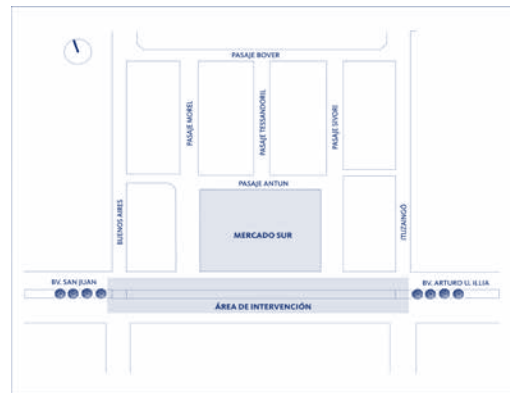 PASAJE BOVER
PASAJE MOREL
PASAJE TESSANDORIL
PASAJE SIVORI
PASAJE ANTUN
BUENOS AIRES
MERCADO SUR
ITUZAINGÓ
BV. SAN JUAN
BV. ARTURO U. ILLIA
ÁREA DE INTERVENCIÓN